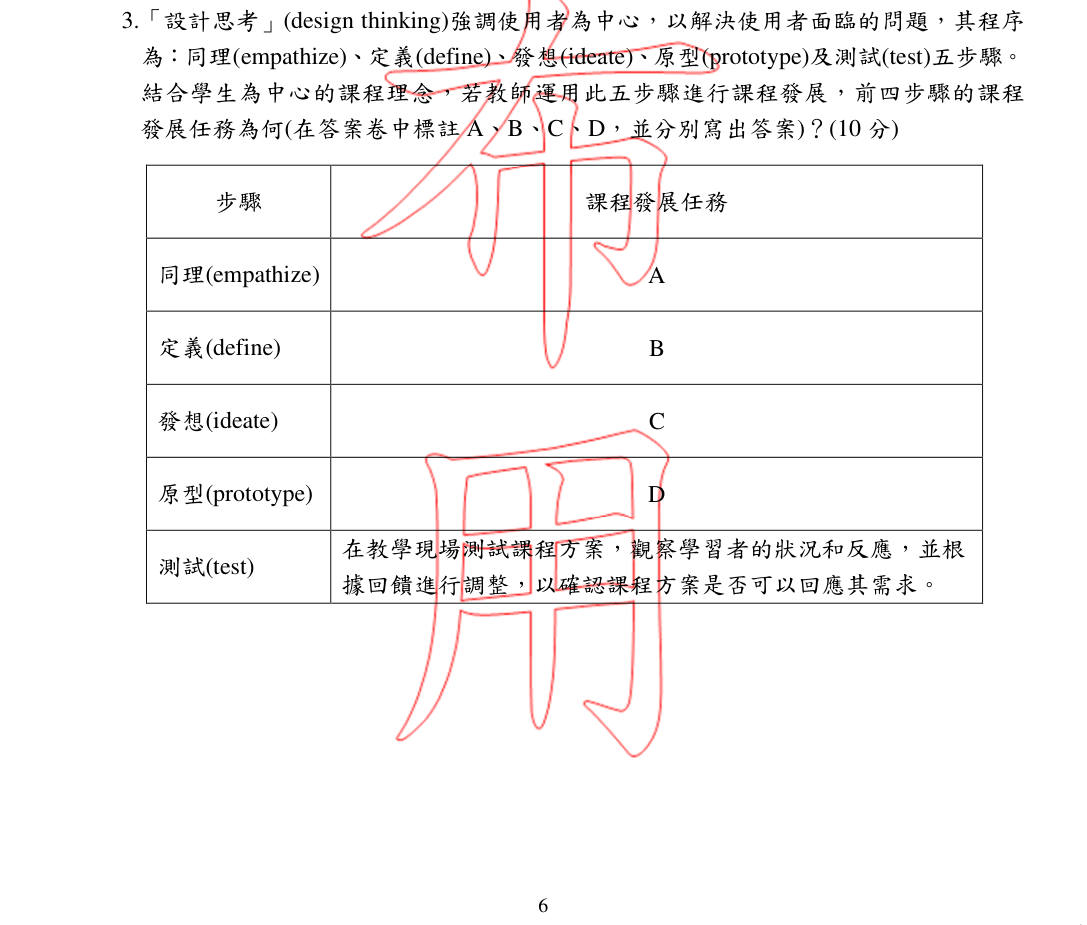 3.「設計思考」(design thinking)強調使用者為中心，以解決使用者面臨的問題，其程序
為：同理(empathize)、定義(define)、發想(ideate)、原型(prototype)及測試(test)五步驟。
結合學生為中心的課程理念，若教師運用此五步驟進行課程發展，前四步驟的課程
發展任務為何(在答案卷中標註 A、B、C、D，並分別寫出答案)？(10 分)
步驟 課程發展任務
同理(empathize) A
定義(define) B
發想(ideate) C
原型(prototype) D
測試(test) 在教學現場測試課程方案，觀察學習者的狀況和反應，並根
據回饋進行調整，以確認課程方案是否可以回應其需求。
布
用
6